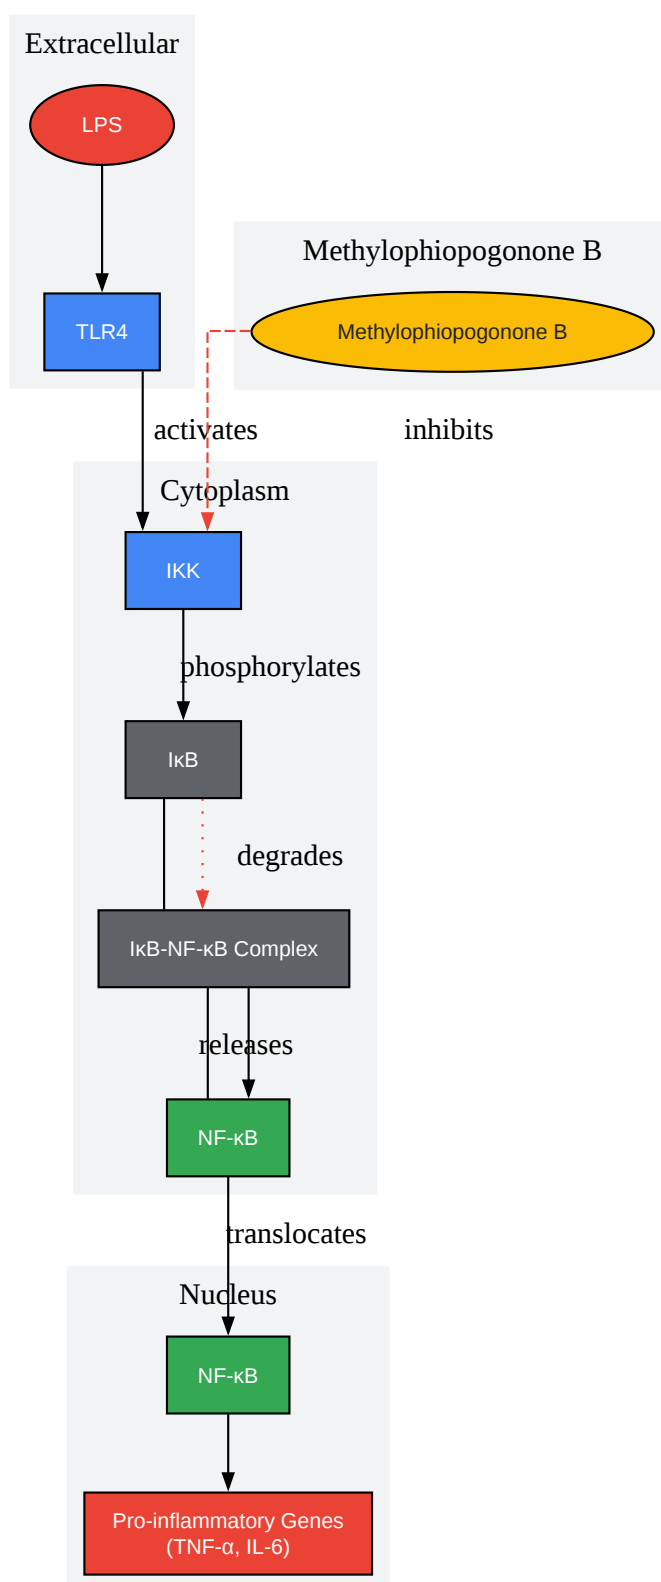 Extracellular
LPS
TLR4
Methylophiopogonone B
Methylophiopogonone B
activates
inhibits
Cytoplasm
IKK
phosphorylates
IκB
degrades
IκB-NF-κB Complex
releases
NF-κB
translocates
Nucleus
NF-κB
Pro-inflammatory Genes
(TNF-α, IL-6)